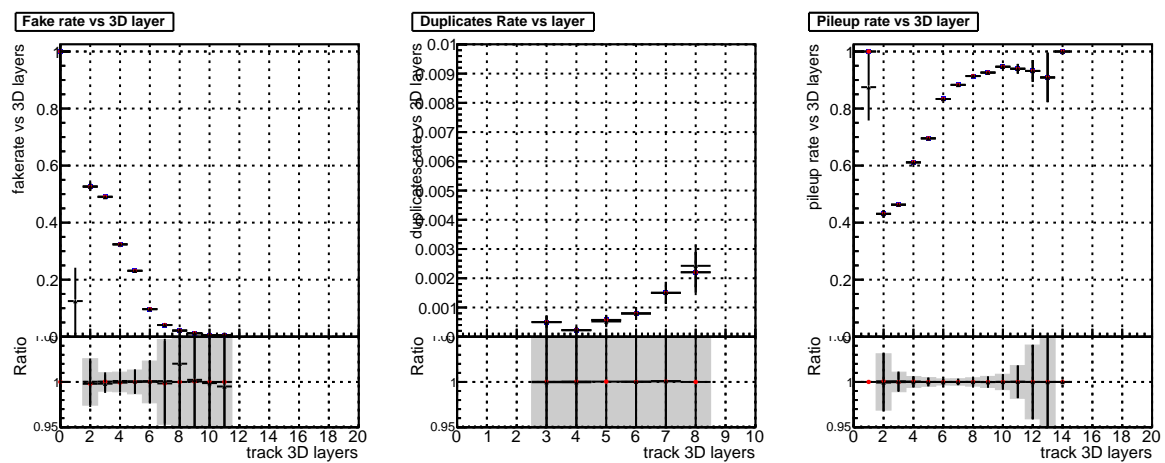 Fake rate vs 3D layer
fakerate vs 3D layers
1
0.8
0.6
0.4
0.2
0
Ratio
1
0.95
0 2 4 6 8 10 12 14 16 18 20
track 3D layers
Duplicates Rate vs layer
duplicates rate vs 3D layers
0.01
0.009
0.008
0.007
0.006
0.005
0.004
0.003
0.002
0.001
0
Ratio
1
0.95
0 1 2 3 4 5 6 7 8 9 10
track 3D layers
Pileup rate vs 3D layer
pileup rate vs 3D layers
1
0.8
0.6
0.4
0.2
0
Ratio
1
0.95
0 2 4 6 8 10 12 14 16 18 20
track 3D layers